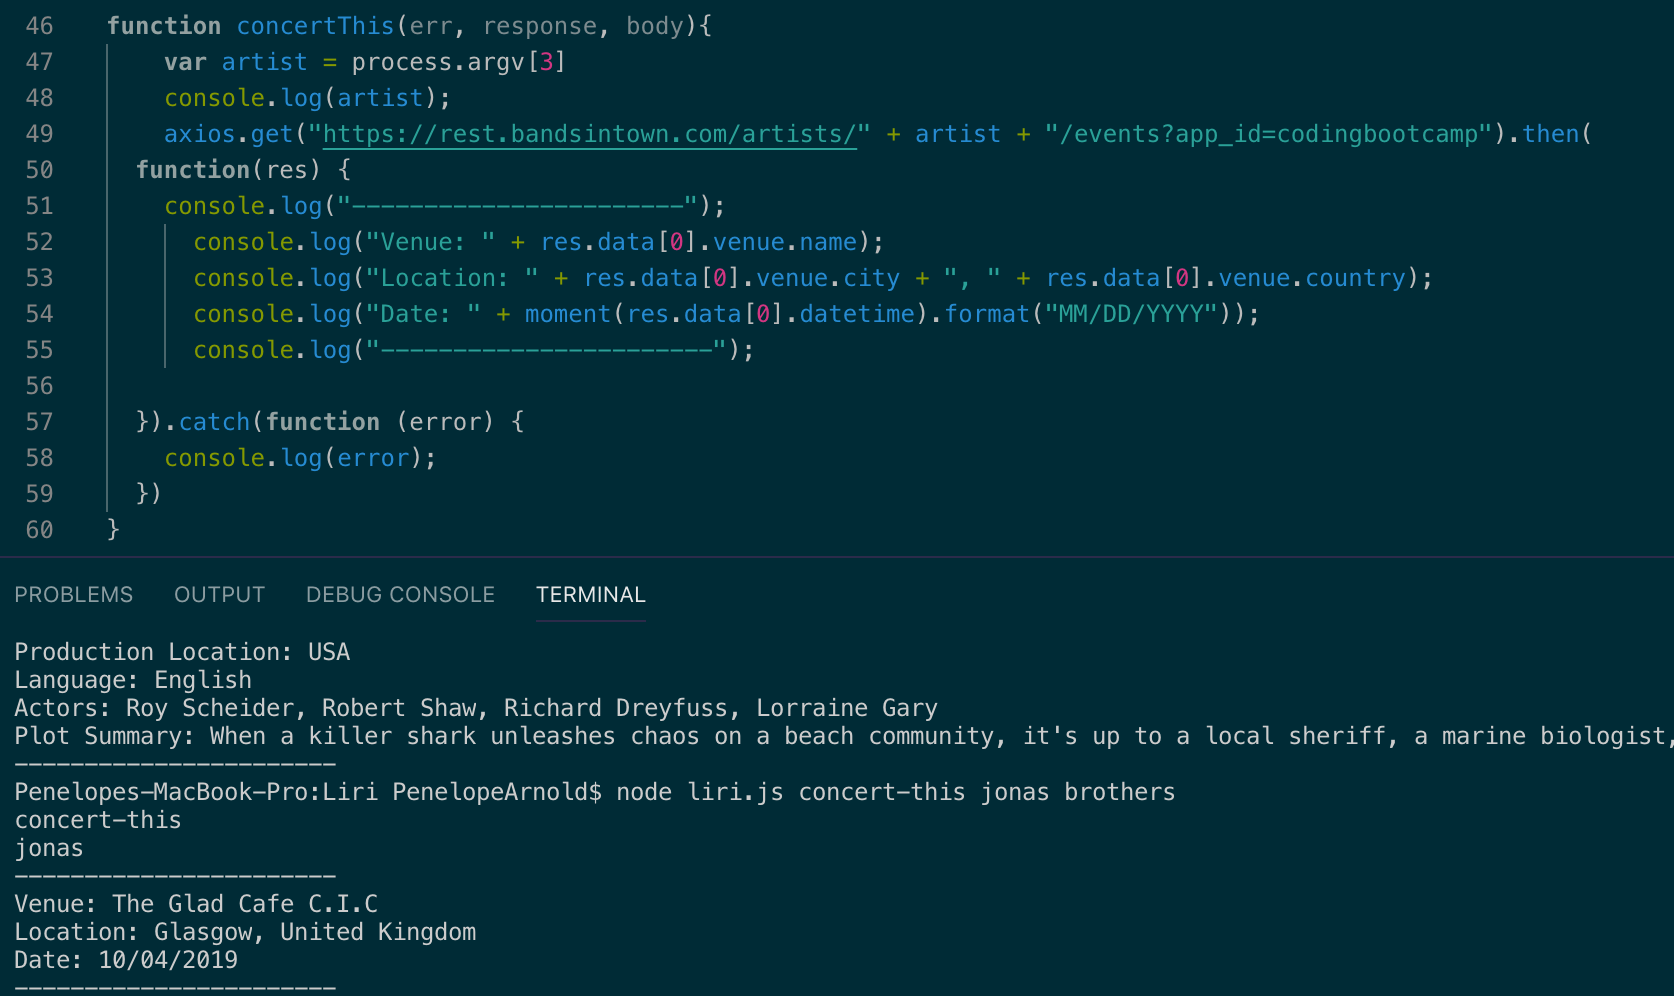 46 function concertThis(err, response, body){
47 var artist = process.argv[3]
48 console.log(artist);
49 axios.get("https://rest.bandsintown.com/artists/" + artist + "/events?app_id=codingbootcamp").then(
50 function(res) {
51 console.log("-----------------------");
52 console.log("Venue: " + res.data[0].venue.name);
53 console.log("Location: " + res.data[0].venue.city + ", " + res.data[0].venue.country);
54 console.log("Date: " + moment(res.data[0].datetime).format("MM/DD/YYYY"));
55 console.log("-----------------------");
56
57 }).catch(function (error) {
58 console.log(error);
59 })
60 }
PROBLEMS OUTPUT DEBUG CONSOLE TERMINAL
Production Location: USA
Language: English
Actors: Roy Scheider, Robert Shaw, Richard Dreyfuss, Lorraine Gary
Plot Summary: When a killer shark unleashes chaos on a beach community, it's up to a local sheriff, a marine biologist,
-----------------------
Penelopes-MacBook-Pro:Liri PenelopeArnold$ node liri.js concert-this jonas brothers
concert-this
jonas
-----------------------
Venue: The Glad Cafe C.I.C
Location: Glasgow, United Kingdom
Date: 10/04/2019
-----------------------